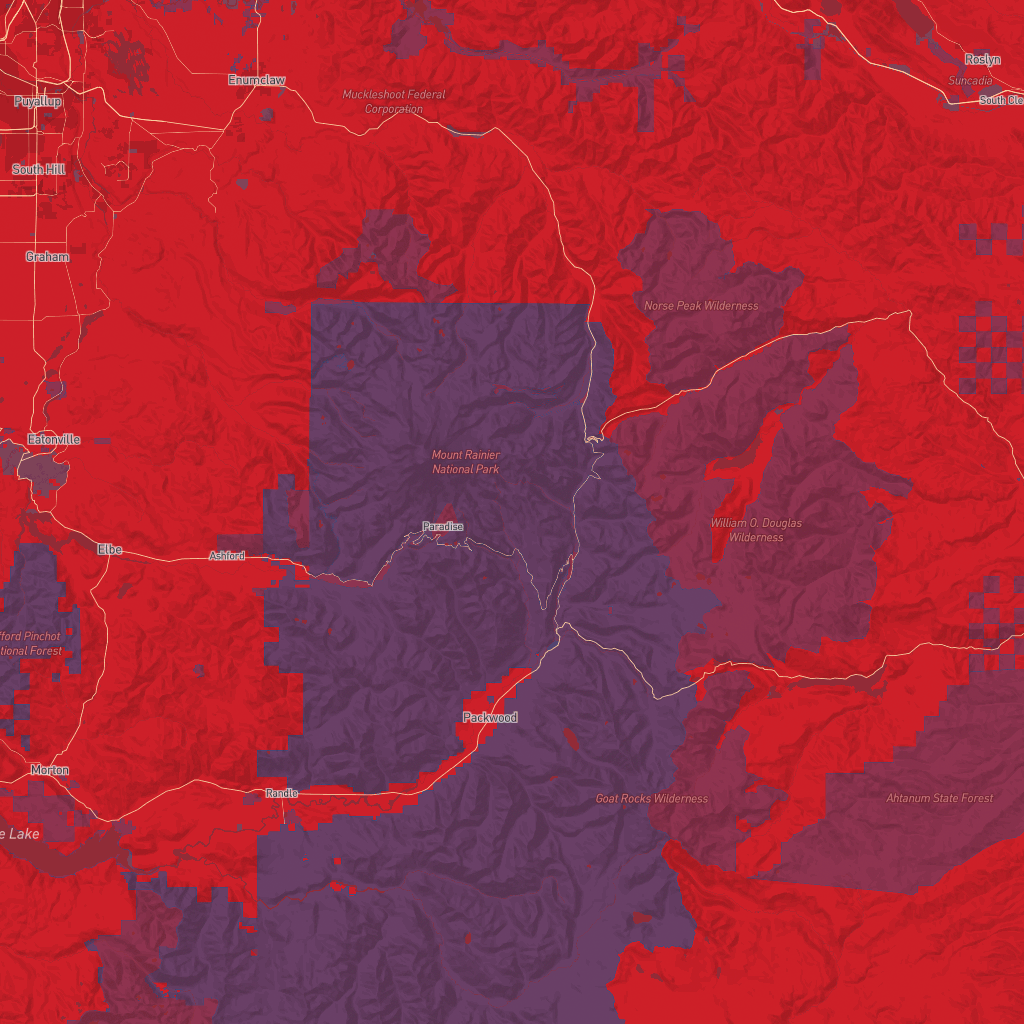 Roslyn
Enumclaw
Suncadia
Puyallup
Muckleshoot Federal
Corporation
South Cle
South Hill
Graham
Norse Peak Wilderness
Eatonville
Mount Rainier
National Park
Paradise
William O. Douglas
Wilderness
Elbe
Ashford
fford Pinchot
tional Forest
Packwood
Morton
Randle
Goat Rocks Wilderness
Ahtanum State Forest
e Lake